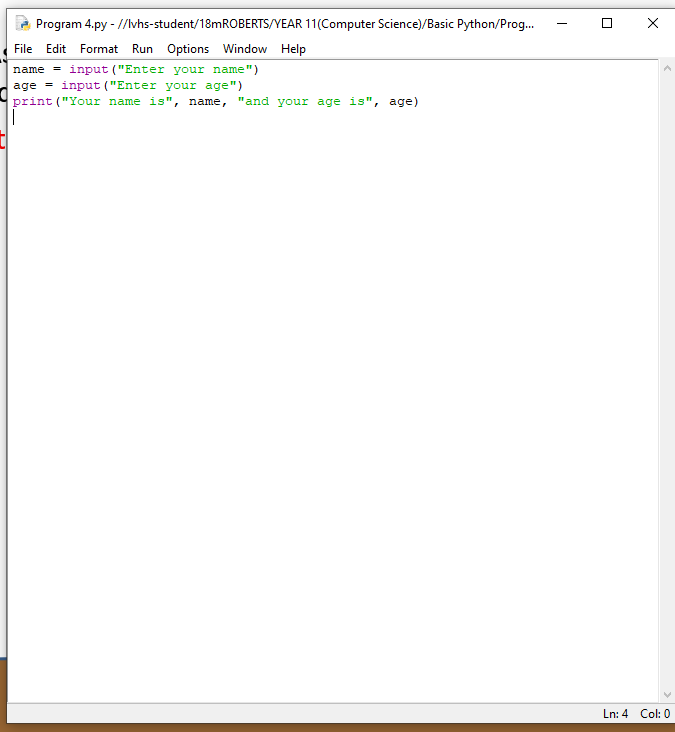 Program 4.py - //lvhs-student/18mROBERTS/YEAR 11(Computer Science)/Basic Python/Prog...
File Edit Format Run Options Window Help
name = input("Enter your name")
age = input("Enter your age")
print("Your name is", name, "and your age is", age)
Ln: 4 Col: 0